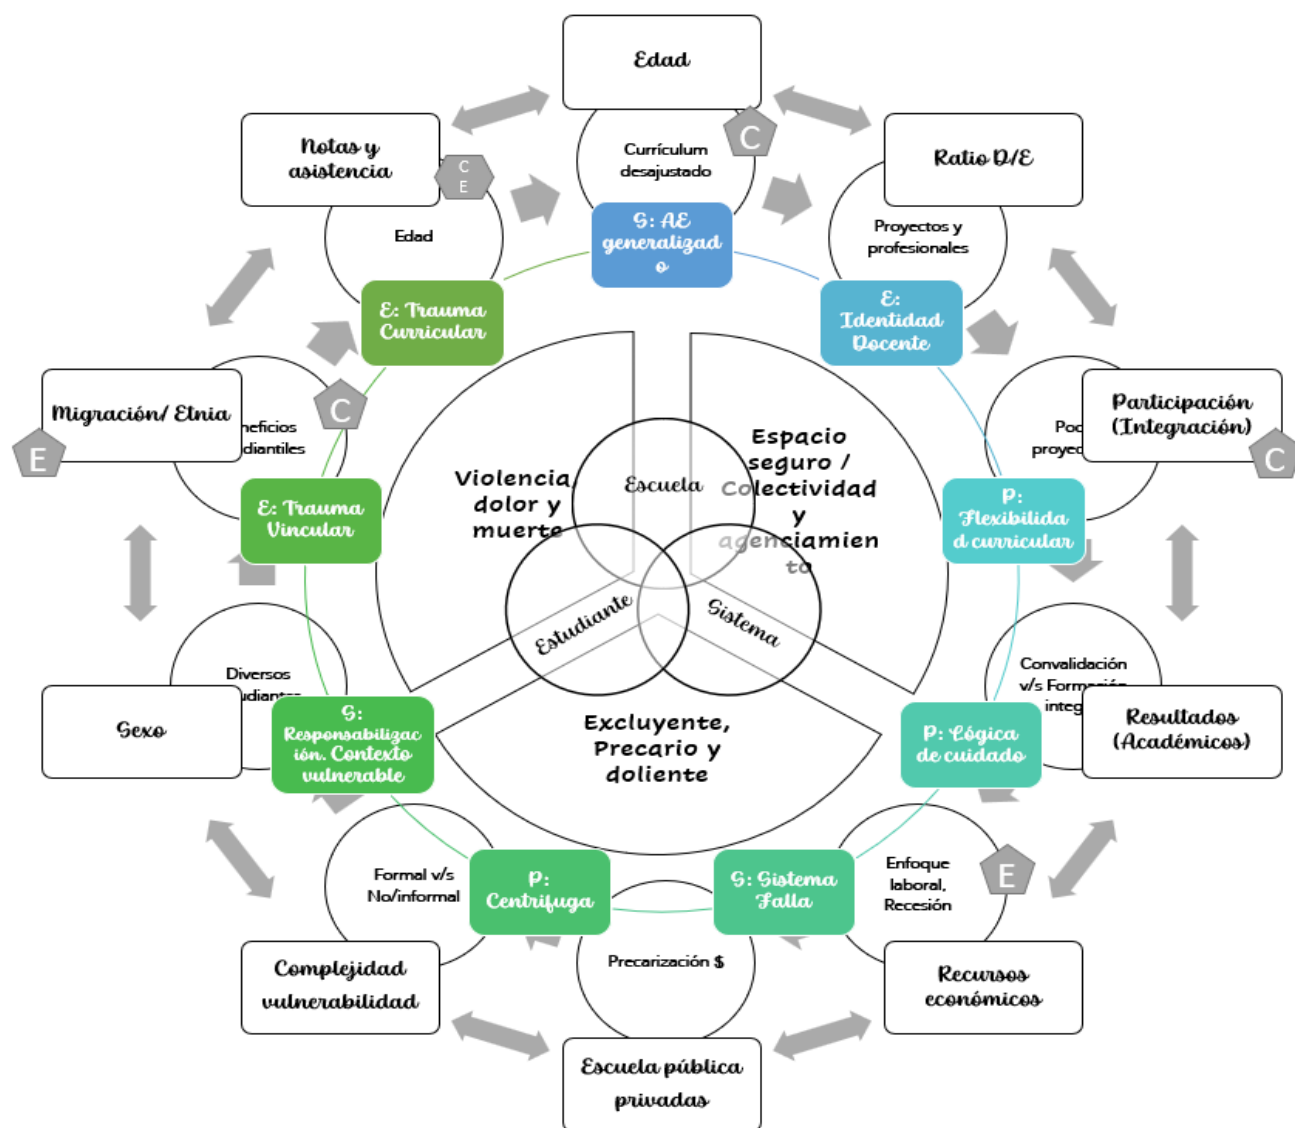 Edad
Currículum
desajustado
C
S: AE
generalizad
o
Ratio D/E
Proyectos y
profesionales
E:
Identidad
Docente
Participación
(Integración)
C
P:
Flexibilida
d curricular
Convalidación
v/s Formación
Resultados
(Académicos)
P: Lógica
de cuidado
Enfoque
laboral,
Recesión
E
Recursos
económicos
S: Sistema
Falla
Precarización $
Escuela pública
privadas
P:
Centrifuga
Formal v/s
No/informal
Complejidad
vulnerabilidad
S:
Responsabilizac
ión. Contexto
vulnerable
Diversos
Sexo
E: Trauma
Vincular
C
Migración/ Etnia
E
E: Trauma
Curricular
Edad
Notas y
asistencia
C
E
Violencia,
dolor y
muerte
Espacio
seguro /
Colectividad
y
agenciamien
to
Excluyente,
Precario y
doliente
Escuela
Estudiante
Sistema